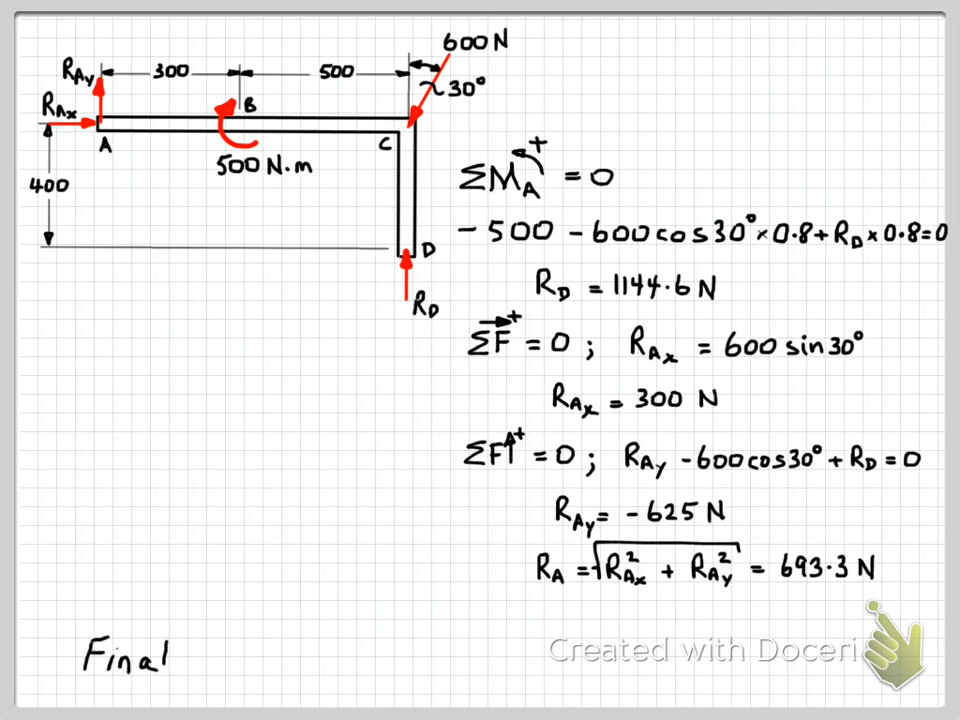 600 N
R_Ay 300 500 30°
R_Ax B
A 500 N.m C
400
D
R_D
ΣM_A + = 0
- 500 - 600 cos 30° × 0.8 + R_D × 0.8 = 0
R_D = 1144.6 N
ΣF → + = 0 ; R_Ax = 600 sin 30°
R_Ax = 300 N
ΣF ↑ + = 0 ; R_Ay - 600 cos 30° + R_D = 0
R_Ay = - 625 N
R_A = √(R_Ax² + R_Ay²) = 693.3 N
Created with Doceri
Final